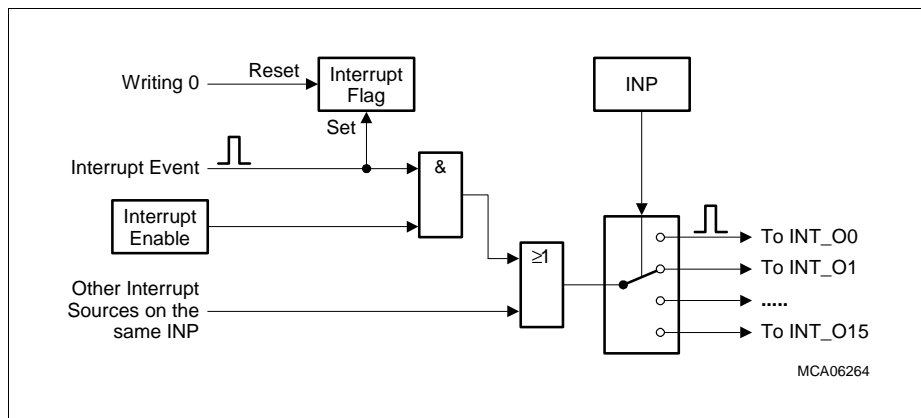 Writing 0
Reset
Interrupt
Flag
INP
Set
Interrupt Event
&
Interrupt
Enable
To INT_O0
≥1
To INT_O1
Other Interrupt
Sources on the
same INP
.....
To INT_O15
MCA06264